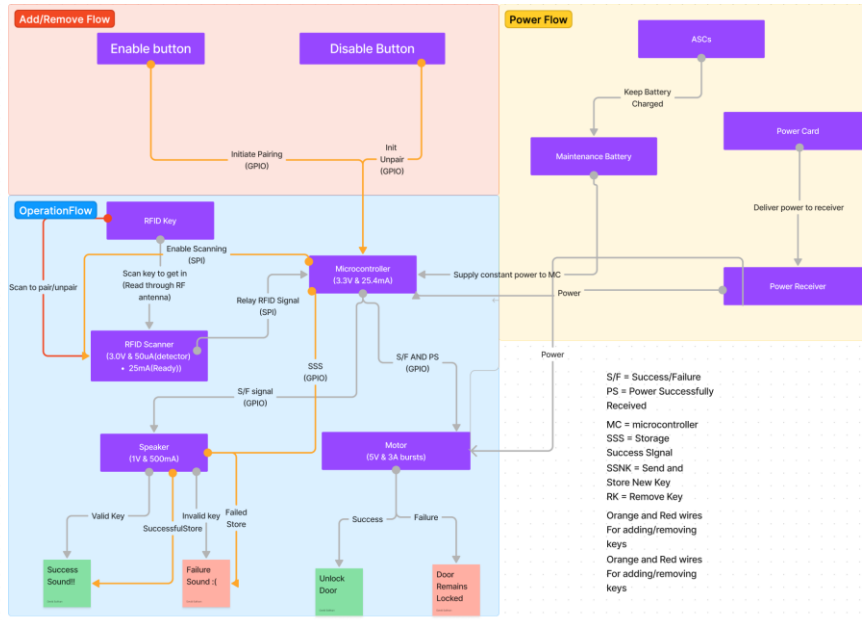 Add/Remove Flow
Enable button
Disable Button
Initiate Pairing
(GPIO)
Init
Unpair
(GPIO)
Power Flow
ASCs
Keep Battery
Charged
Maintenance Battery
Power Card
Deliver power to receiver
Power Receiver
Supply constant power to MC
Power
Power
OperationFlow
RFID Key
Enable Scanning
(SPI)
Scan to pair/unpair
Scan key to get in
(Read through RF
antenna)
Microcontroller
(3.3V & 25.4mA)
Relay RFID Signal
(SPI)
RFID Scanner
(3.0V & 50uA(detector)
+ 25mA(Ready))
SSS
(GPIO)
S/F AND PS
(GPIO)
S/F signal
(GPIO)
Speaker
(1V & 500mA)
Motor
(5V & 3A bursts)
Valid Key
SuccessfulStore
Invalid key
Failed
Store
Success
Failure
Success
Sound!!
Failure
Sound :(
Unlock
Door
Door
Remains
Locked
S/F = Success/Failure
PS = Power Successfully
Received
MC = microcontroller
SSS = Storage
Success SIgnal
SSNK = Send and
Store New Key
RK = Remove Key
Orange and Red wires
For adding/removing
keys
Orange and Red wires
For adding/removing
keys